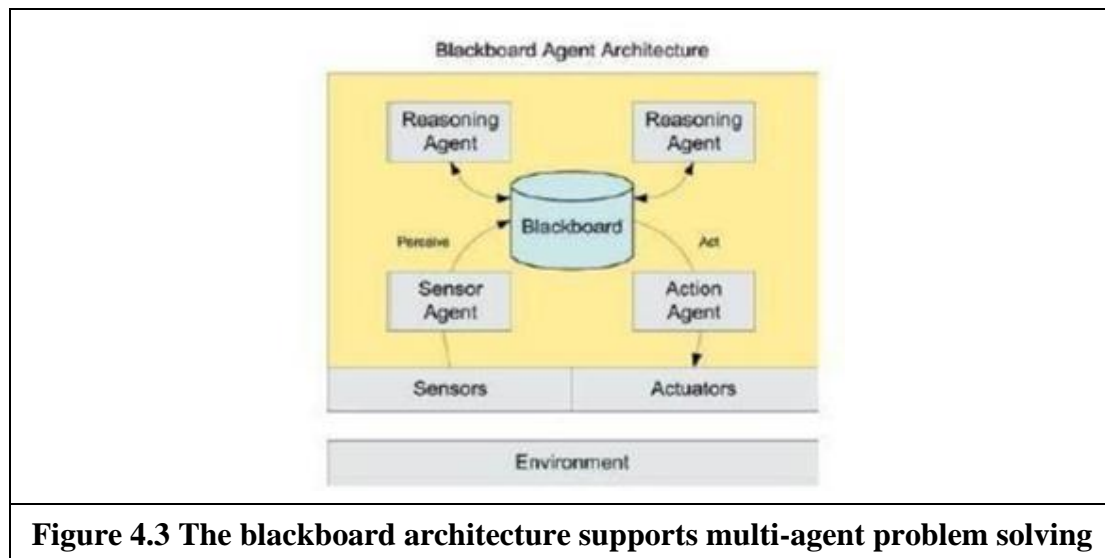 Blackboard Agent Architecture
Reasoning
Agent
Reasoning
Agent
Blackboard
Perceive
Act
Sensor
Agent
Action
Agent
Sensors
Actuators
Environment
Figure 4.3 The blackboard architecture supports multi-agent problem solving